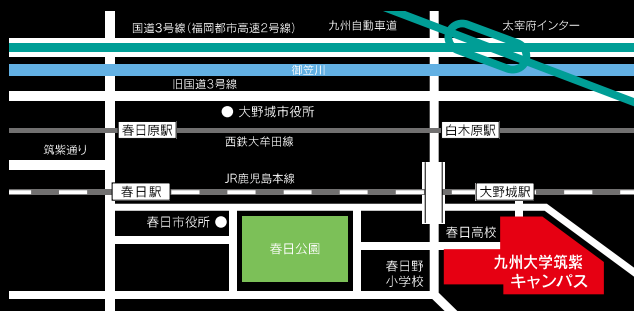 国道3号線(福岡都市高速2号線)
九州自動車道
太宰府インター
御笠川
旧国道3号線
大野城市役所
春日原駅
白木原駅
西鉄大牟田線
筑紫通り
JR鹿児島本線
春日駅
大野城駅
春日市役所
春日公園
春日高校
春日野
小学校
九州大学筑紫
キャンパス